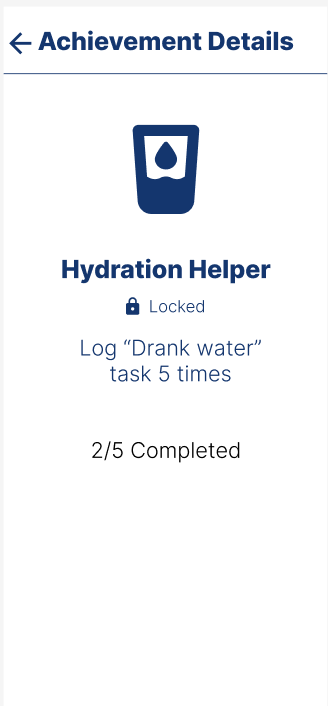 Achievement Details
Hydration Helper
Locked
Log “Drank water”
task 5 times
2/5 Completed